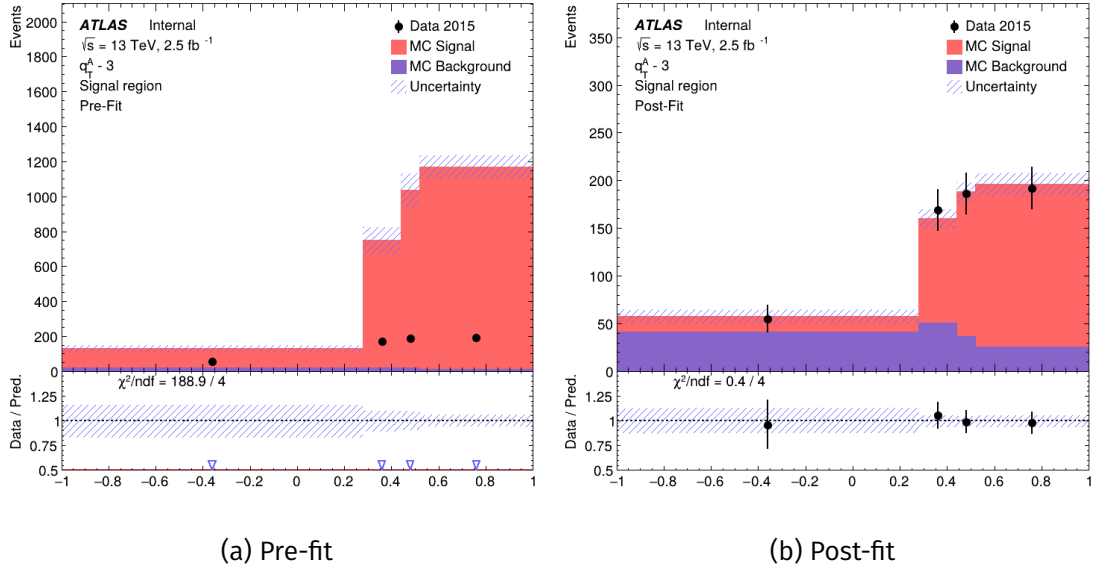 Events
2000
1800
1600
1400
1200
1000
800
600
400
200
0
ATLAS Internal
√s = 13 TeV, 2.5 fb⁻¹
q_T^A - 3
Signal region
Pre-Fit
Data 2015
MC Signal
MC Background
Uncertainty
Data / Pred.
χ²/ndf = 188.9 / 4
1.25
1
0.75
0.5
−1 −0.8 −0.6 −0.4 −0.2 0 0.2 0.4 0.6 0.8 1
(a) Pre-fit
Events
350
300
250
200
150
100
50
0
ATLAS Internal
√s = 13 TeV, 2.5 fb⁻¹
q_T^A - 3
Signal region
Post-Fit
Data 2015
MC Signal
MC Background
Uncertainty
Data / Pred.
χ²/ndf = 0.4 / 4
1.25
1
0.75
0.5
−1 −0.8 −0.6 −0.4 −0.2 0 0.2 0.4 0.6 0.8 1
(b) Post-fit